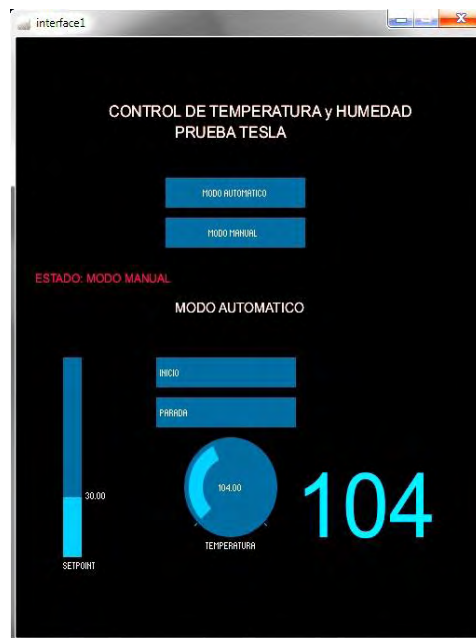 interface1
CONTROL DE TEMPERATURA y HUMEDAD
PRUEBA TESLA
MODO AUTOMATICO
MODO MANUAL
ESTADO: MODO MANUAL
MODO AUTOMATICO
INICIO
PARADA
30.00
SETPOINT
104.00
TEMPERATURA
104